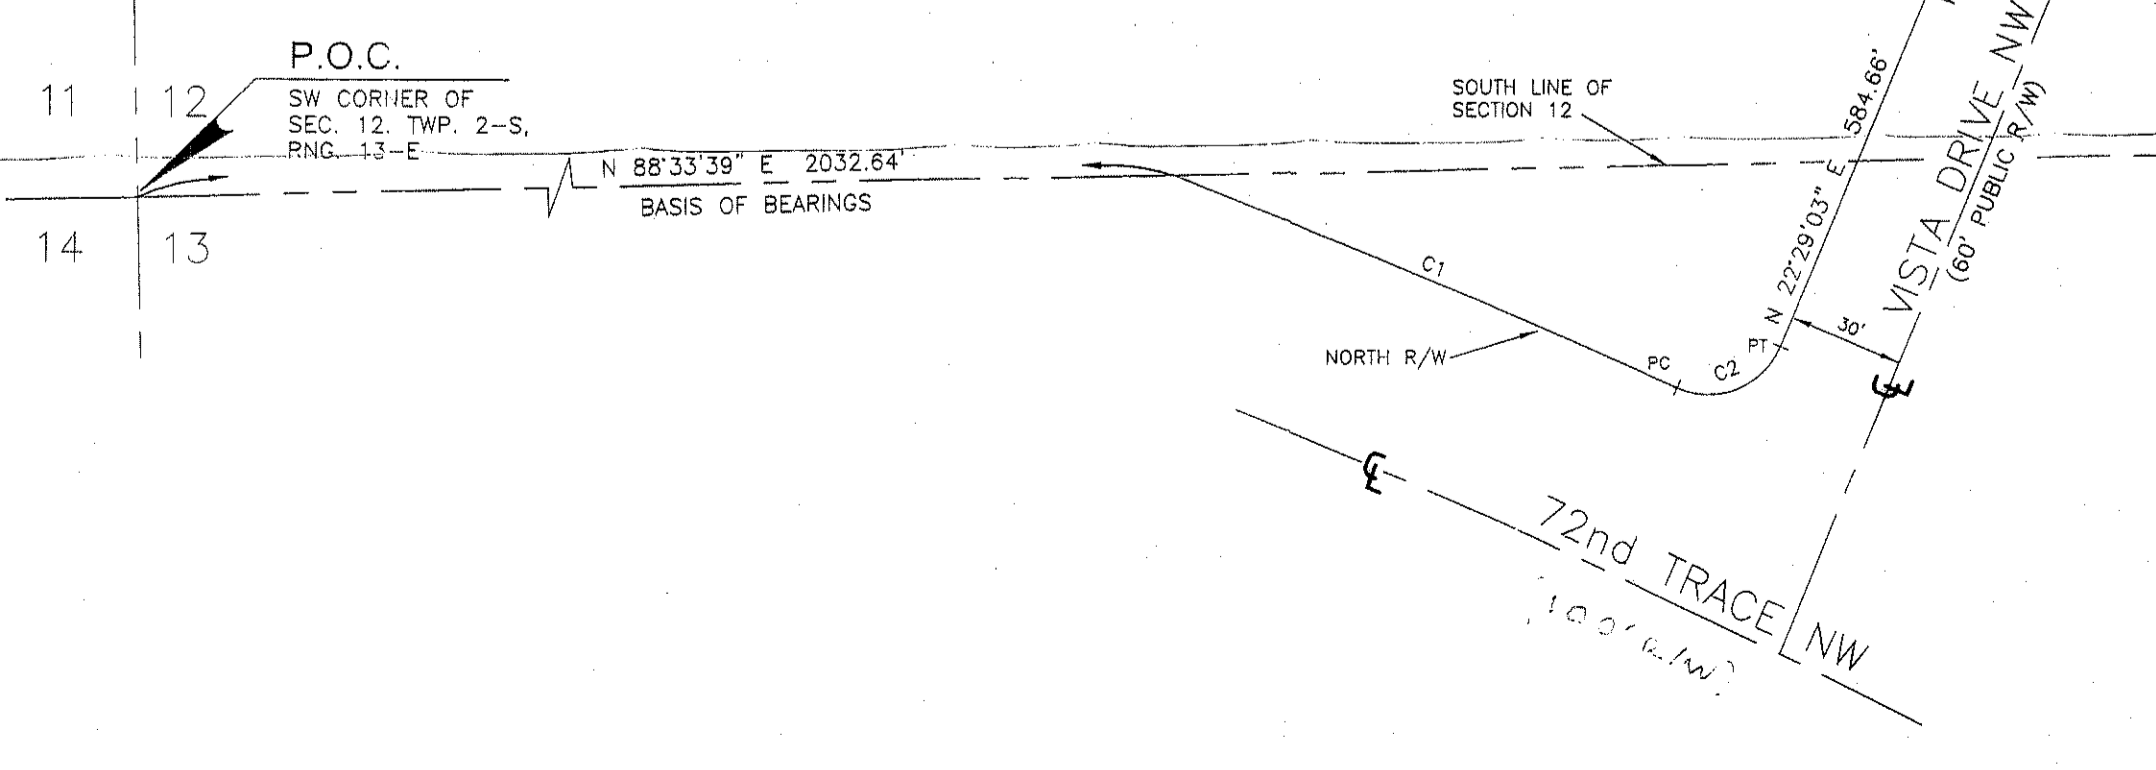 P.O.C.
11
12
SW CORNER OF
SEC. 12. TWP. 2-S,
RNG. 13-E
N 88°33'39" E 2032.64'
BASIS OF BEARINGS
14
13
SOUTH LINE OF
SECTION 12
N 22°29'03" E 584.66'
VISTA DRIVE NW
(60' PUBLIC R/W)
C1
NORTH R/W
PC
C2
PT
30'
℄
℄
72nd TRACE NW
(100' R/W)